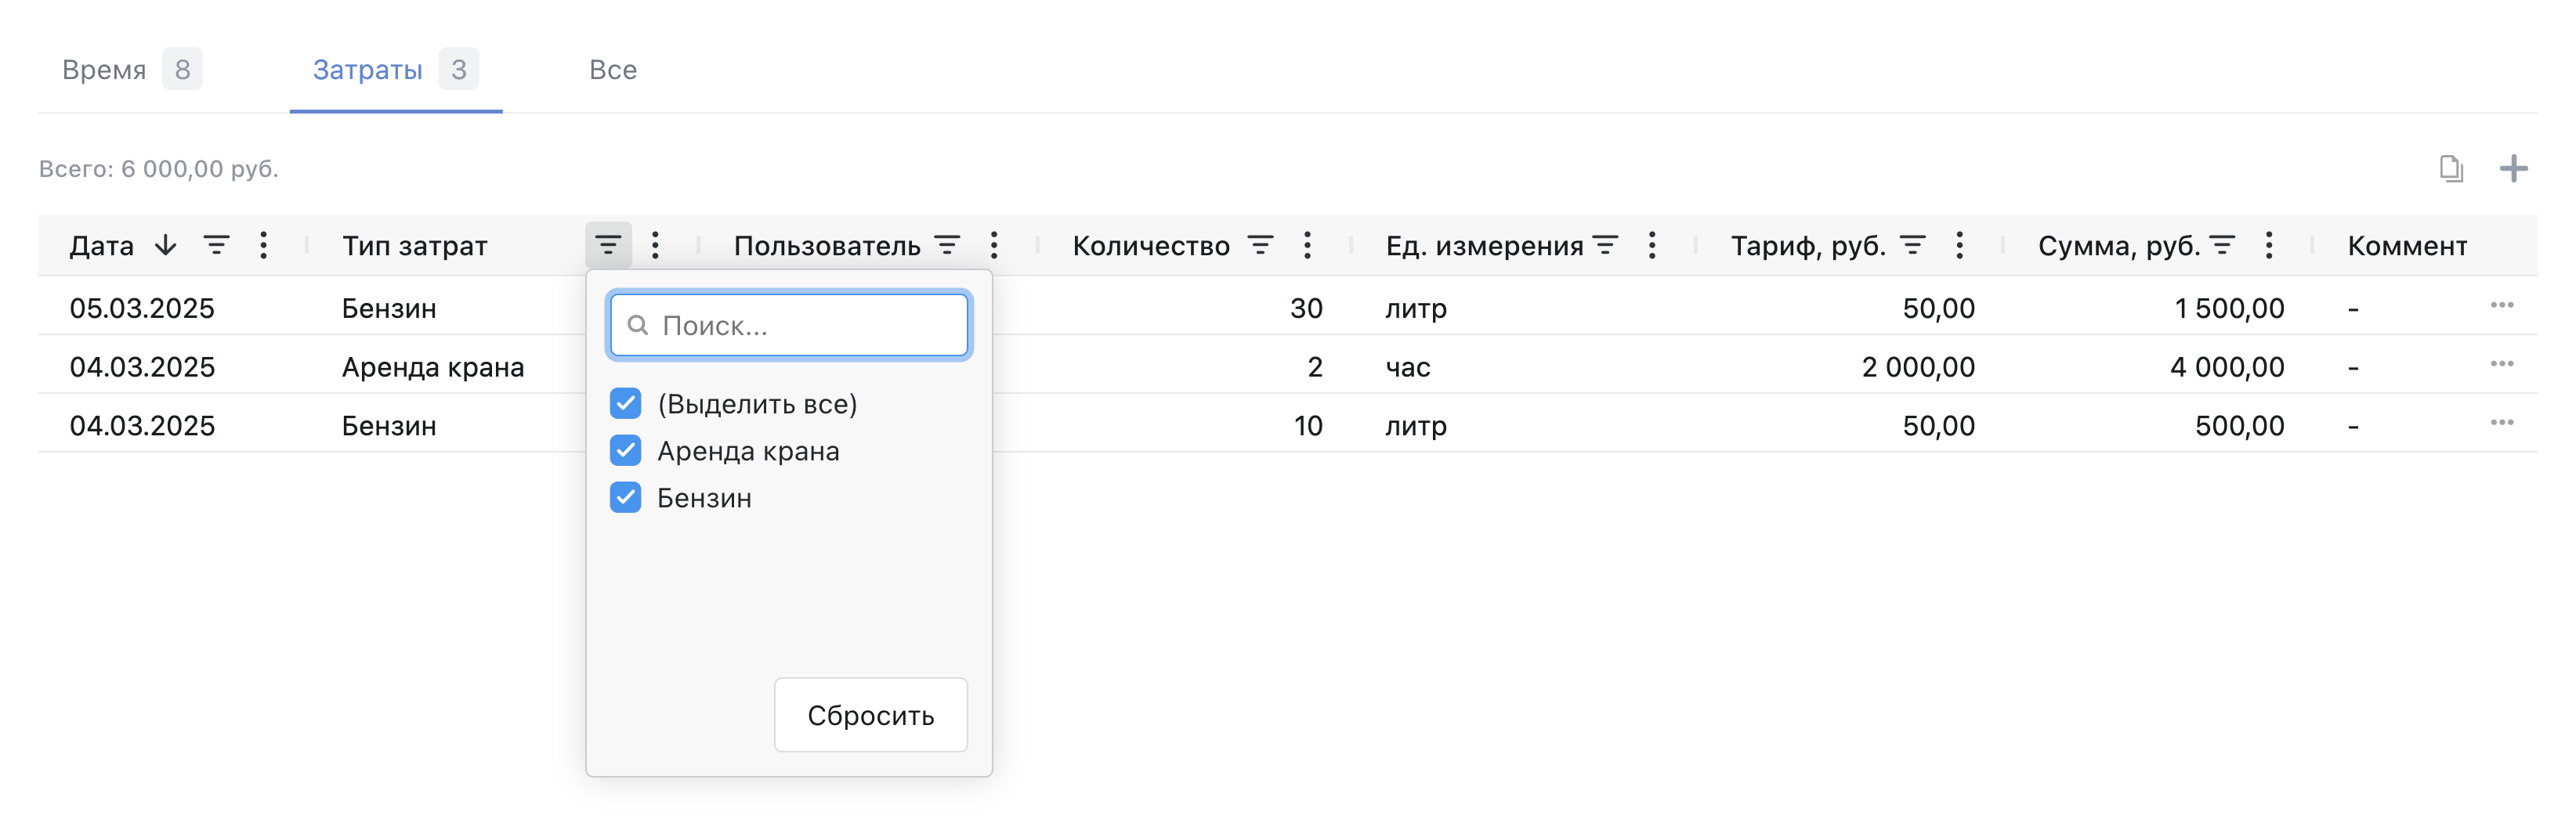 Время 8 Затраты 3 Все
Всего: 6 000,00 руб.
Дата Тип затрат Пользователь Количество Ед. измерения Тариф, руб. Сумма, руб. Коммент
05.03.2025 Бензин 30 литр 50,00 1 500,00 -
04.03.2025 Аренда крана 2 час 2 000,00 4 000,00 -
04.03.2025 Бензин 10 литр 50,00 500,00 -
Поиск...
(Выделить все)
Аренда крана
Бензин
Сбросить